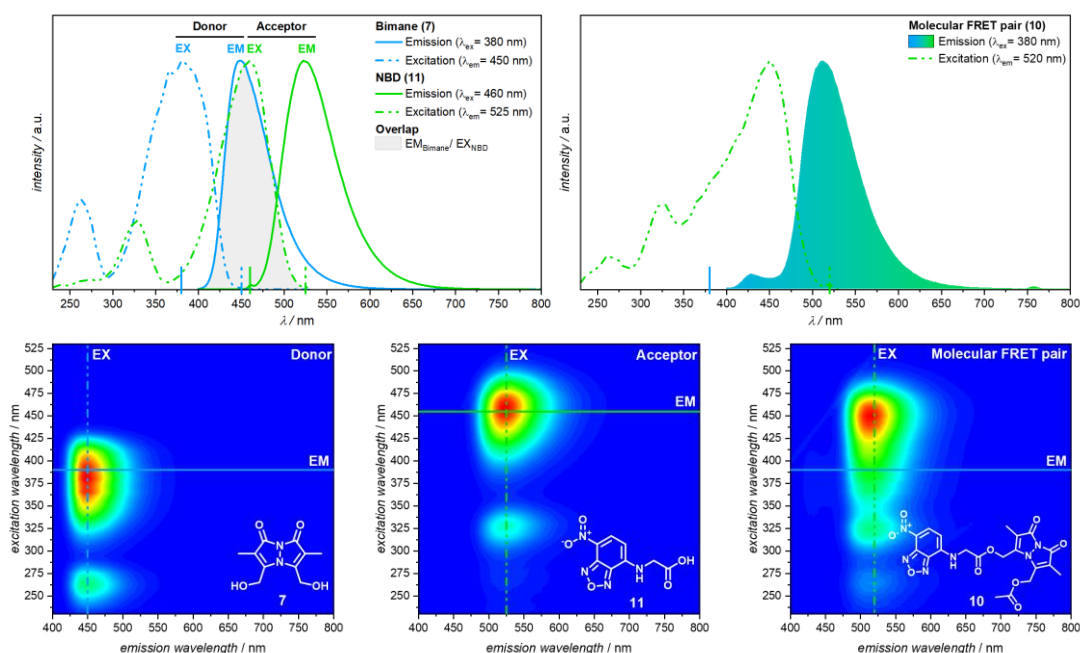 Donor Acceptor
EX EM EX EM
Bimane (7)
Emission (λex= 380 nm)
Excitation (λem= 450 nm)
NBD (11)
Emission (λex= 460 nm)
Excitation (λem= 525 nm)
Overlap
EMBimane/ EXNBD
intensity / a.u.
250 300 350 400 450 500 550 600 650 700 750 800
λ / nm
Molecular FRET pair (10)
Emission (λex= 380 nm)
Excitation (λem= 520 nm)
intensity / a.u.
250 300 350 400 450 500 550 600 650 700 750 800
λ / nm
EX Donor
EM
525
500
475
450
425
400
375
350
325
300
275
250
excitation wavelength / nm
O O
N
N
HO OH
7
400 450 500 550 600 650 700 750 800
emission wavelength / nm
EX Acceptor
EM
525
500
475
450
425
400
375
350
325
300
275
250
excitation wavelength / nm
O
-O N+
N
O
N
N
H
O
OH
11
400 450 500 550 600 650 700 750 800
emission wavelength / nm
EX Molecular FRET pair
EM
525
500
475
450
425
400
375
350
325
300
275
250
excitation wavelength / nm
O
-O N+
N
O
N
N
H
O
O
O
N
N
O
O
O
10
400 450 500 550 600 650 700 750 800
emission wavelength / nm